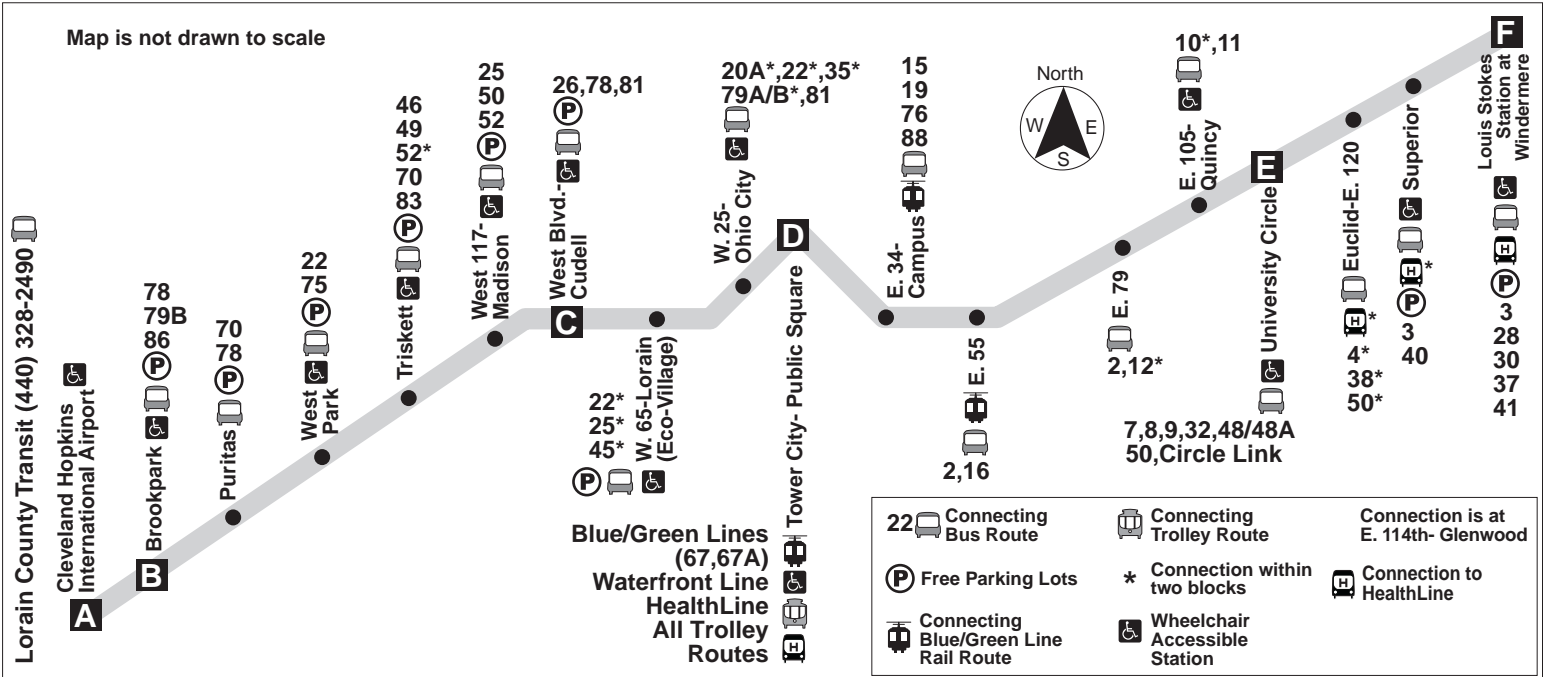 Map is not drawn to scale
Lorain County Transit (440) 328-2490
Cleveland Hopkins
International Airport
A
78
79B
86
P
Brookpark
B
70
78
P
Puritas
22
75
P
West
Park
46
49
52*
70
83
P
Triskett
25
50
52
P
West 117-
Madison
26,78,81
P
West Blvd.-
Cudell
C
W. 65-Lorain
(Eco-Village)
22*
25*
45*
P
20A*,22*,35*
79A/B*,81
W. 25-
Ohio City
D
Tower City- Public Square
Blue/Green Lines
(67,67A)
Waterfront Line
HealthLine
All Trolley
Routes
H
15
19
76
88
E. 34-
Campus
E. 55
2,16
North
W
E
S
E. 79
2,12*
10*,11
E. 105-
Quincy
E
University Circle
7,8,9,32,48/48A
50,Circle Link
Euclid-E. 120
H*
4*
38*
50*
Superior
H*
P
3
40
F
Louis Stokes
Station at
Windermere
H
P
3
28
30
37
41
22
Connecting
Bus Route
Connecting
Trolley Route
Connection is at
E. 114th- Glenwood
P
Free Parking Lots
*
Connection within
two blocks
H
Connection to
HealthLine
Connecting
Blue/Green Line
Rail Route
Wheelchair
Accessible
Station